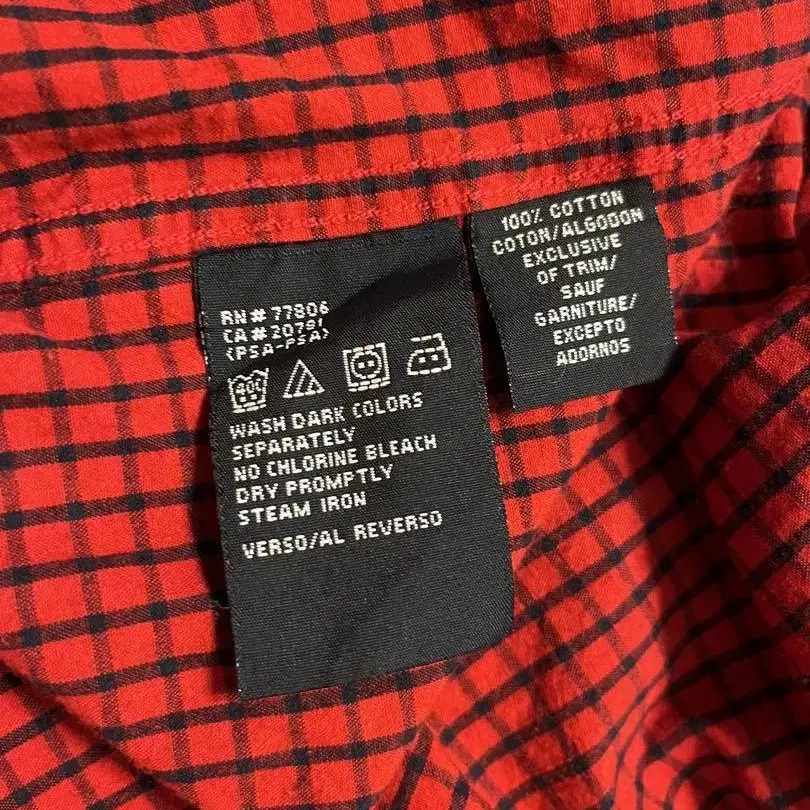 RN# 77806
CA# 20781
(PSA-PSA)
40C
WASH DARK COLORS
SEPARATELY
NO CHLORINE BLEACH
DRY PROMPTLY
STEAM IRON
VERSO/AL REVERSO
100% COTTON
COTON/ALGODON
EXCLUSIVE
OF TRIM/
SAUF
GARNITURE/
EXCEPTO
ADORNOS